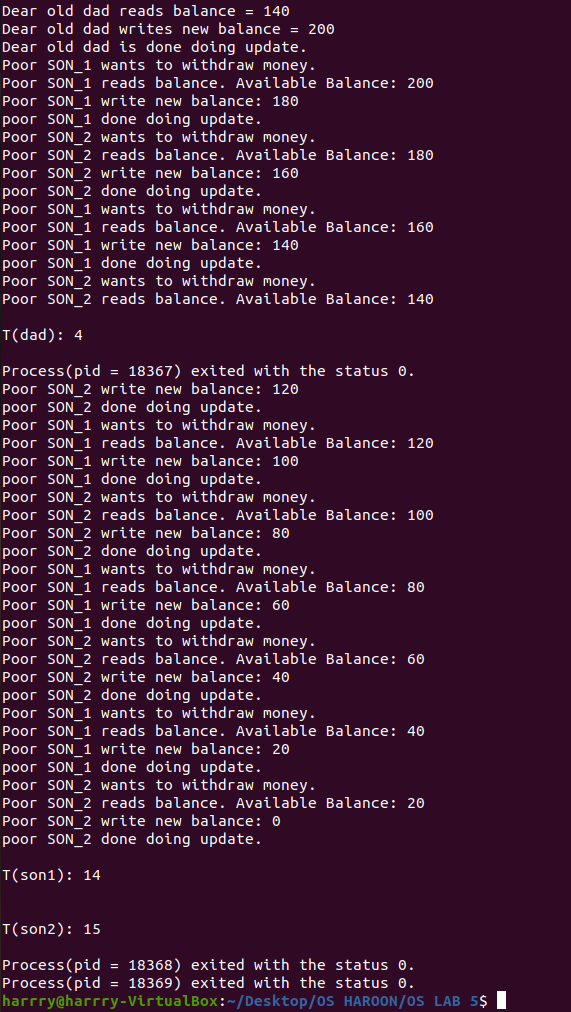 Dear old dad reads balance = 140
Dear old dad writes new balance = 200
Dear old dad is done doing update.
Poor SON_1 wants to withdraw money.
Poor SON_1 reads balance. Available Balance: 200
Poor SON_1 write new balance: 180
poor SON_1 done doing update.
Poor SON_2 wants to withdraw money.
Poor SON_2 reads balance. Available Balance: 180
Poor SON_2 write new balance: 160
poor SON_2 done doing update.
Poor SON_1 wants to withdraw money.
Poor SON_1 reads balance. Available Balance: 160
Poor SON_1 write new balance: 140
poor SON_1 done doing update.
Poor SON_2 wants to withdraw money.
Poor SON_2 reads balance. Available Balance: 140
T(dad): 4
Process(pid = 18367) exited with the status 0.
Poor SON_2 write new balance: 120
poor SON_2 done doing update.
Poor SON_1 wants to withdraw money.
Poor SON_1 reads balance. Available Balance: 120
Poor SON_1 write new balance: 100
poor SON_1 done doing update.
Poor SON_2 wants to withdraw money.
Poor SON_2 reads balance. Available Balance: 100
Poor SON_2 write new balance: 80
poor SON_2 done doing update.
Poor SON_1 wants to withdraw money.
Poor SON_1 reads balance. Available Balance: 80
Poor SON_1 write new balance: 60
poor SON_1 done doing update.
Poor SON_2 wants to withdraw money.
Poor SON_2 reads balance. Available Balance: 60
Poor SON_2 write new balance: 40
poor SON_2 done doing update.
Poor SON_1 wants to withdraw money.
Poor SON_1 reads balance. Available Balance: 40
Poor SON_1 write new balance: 20
poor SON_1 done doing update.
Poor SON_2 wants to withdraw money.
Poor SON_2 reads balance. Available Balance: 20
Poor SON_2 write new balance: 0
poor SON_2 done doing update.
T(son1): 14
T(son2): 15
Process(pid = 18368) exited with the status 0.
Process(pid = 18369) exited with the status 0.
harrry@harrry-VirtualBox:~/Desktop/OS HAROON/OS LAB 5$